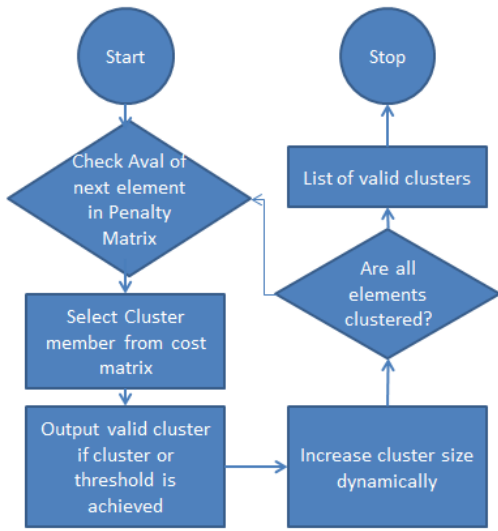 Start
Check Aval of
next element
in Penalty
Matrix
Select Cluster
member from cost
matrix
Output valid cluster
if cluster or
threshold is
achieved
Increase cluster size
dynamically
Are all
elements
clustered?
List of valid clusters
Stop